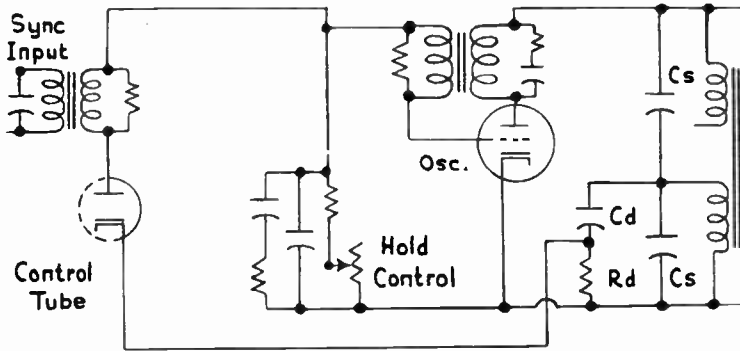 Sync
Input
Cs
Osc.
Cd
Hold
Control
Rd
Cs
Control
Tube